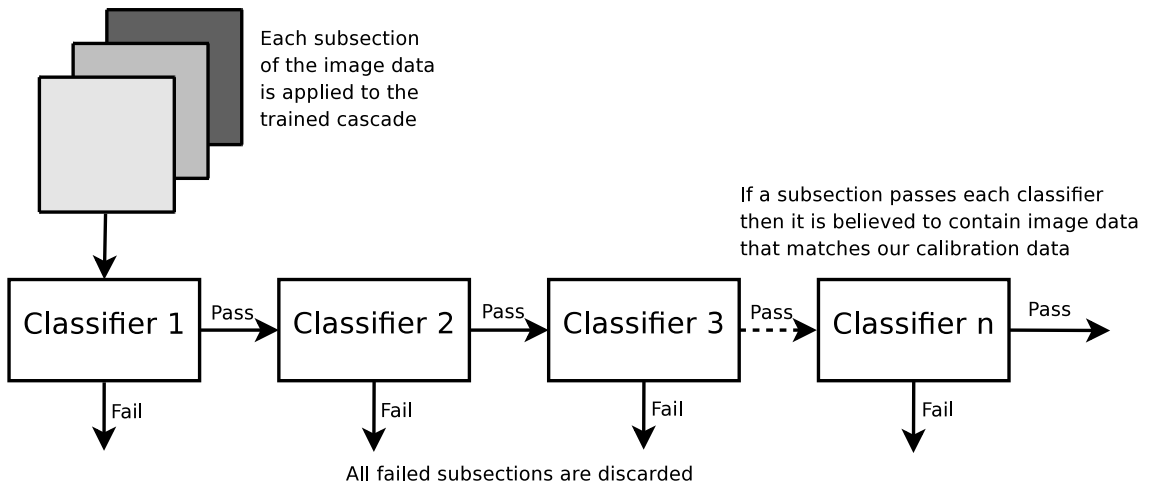 Each subsection
of the image data
is applied to the
trained cascade
If a subsection passes each classifier
then it is believed to contain image data
that matches our calibration data
Classifier 1
Pass
Classifier 2
Pass
Classifier 3
Pass
Classifier n
Pass
Fail
Fail
Fail
Fail
All failed subsections are discarded